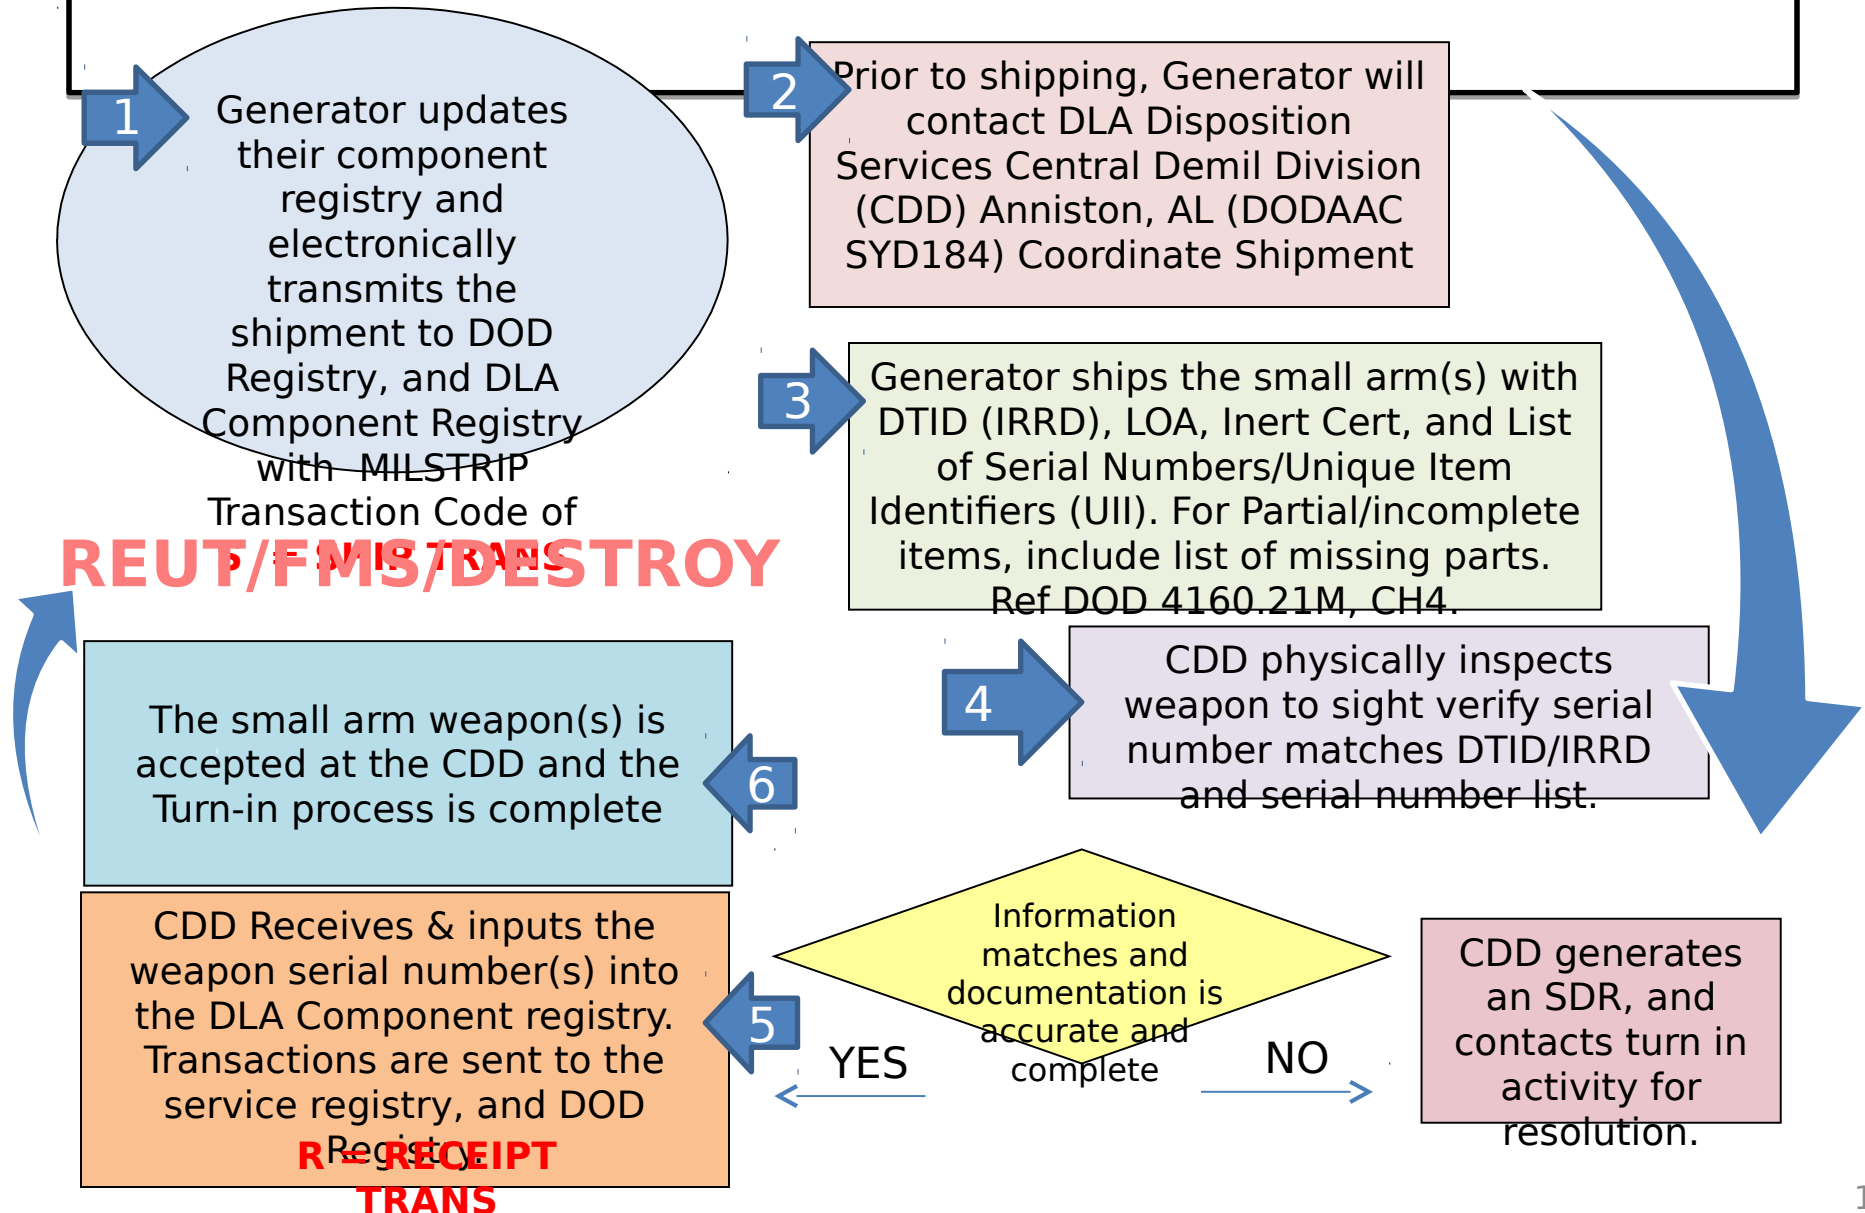 1
Generator updates
their component
registry and
electronically
transmits the
shipment to DOD
Registry, and DLA
Component Registry
with  MILSTRIP
Transaction Code of
S  = SHIP TRANS
REUT/FMS/DESTROY
2
Prior to shipping, Generator will
contact DLA Disposition
Services Central Demil Division
(CDD) Anniston, AL (DODAAC
SYD184) Coordinate Shipment
3
Generator ships the small arm(s) with
DTID (IRRD), LOA, Inert Cert, and List
of Serial Numbers/Unique Item
Identifiers (UII). For Partial/incomplete
items, include list of missing parts.
Ref DOD 4160.21M, CH4.
4
CDD physically inspects
weapon to sight verify serial
number matches DTID/IRRD
and serial number list.
Information
matches and
documentation is
accurate and
complete
YES
NO
CDD generates
an SDR, and
contacts turn in
activity for
resolution.
5
CDD Receives & inputs the
weapon serial number(s) into
the DLA Component registry.
Transactions are sent to the
service registry, and DOD
Registry.
R = RECEIPT
TRANS
6
The small arm weapon(s) is
accepted at the CDD and the
Turn-in process is complete